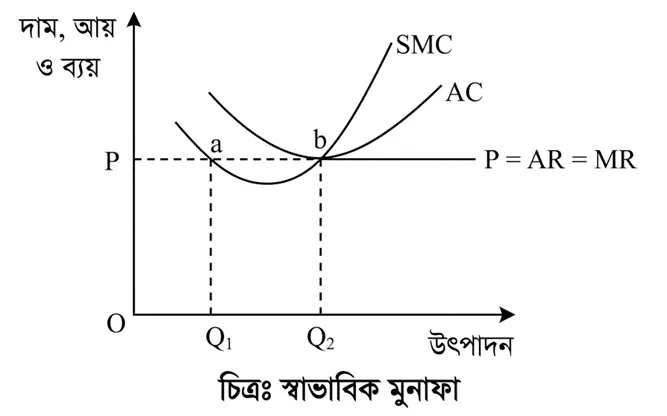 দাম, আয়
ও ব্যয়
SMC
AC
a
b
P
P = AR = MR
O
Q₁
Q₂
উৎপাদন
চিত্রঃ স্বাভাবিক মুনাফা